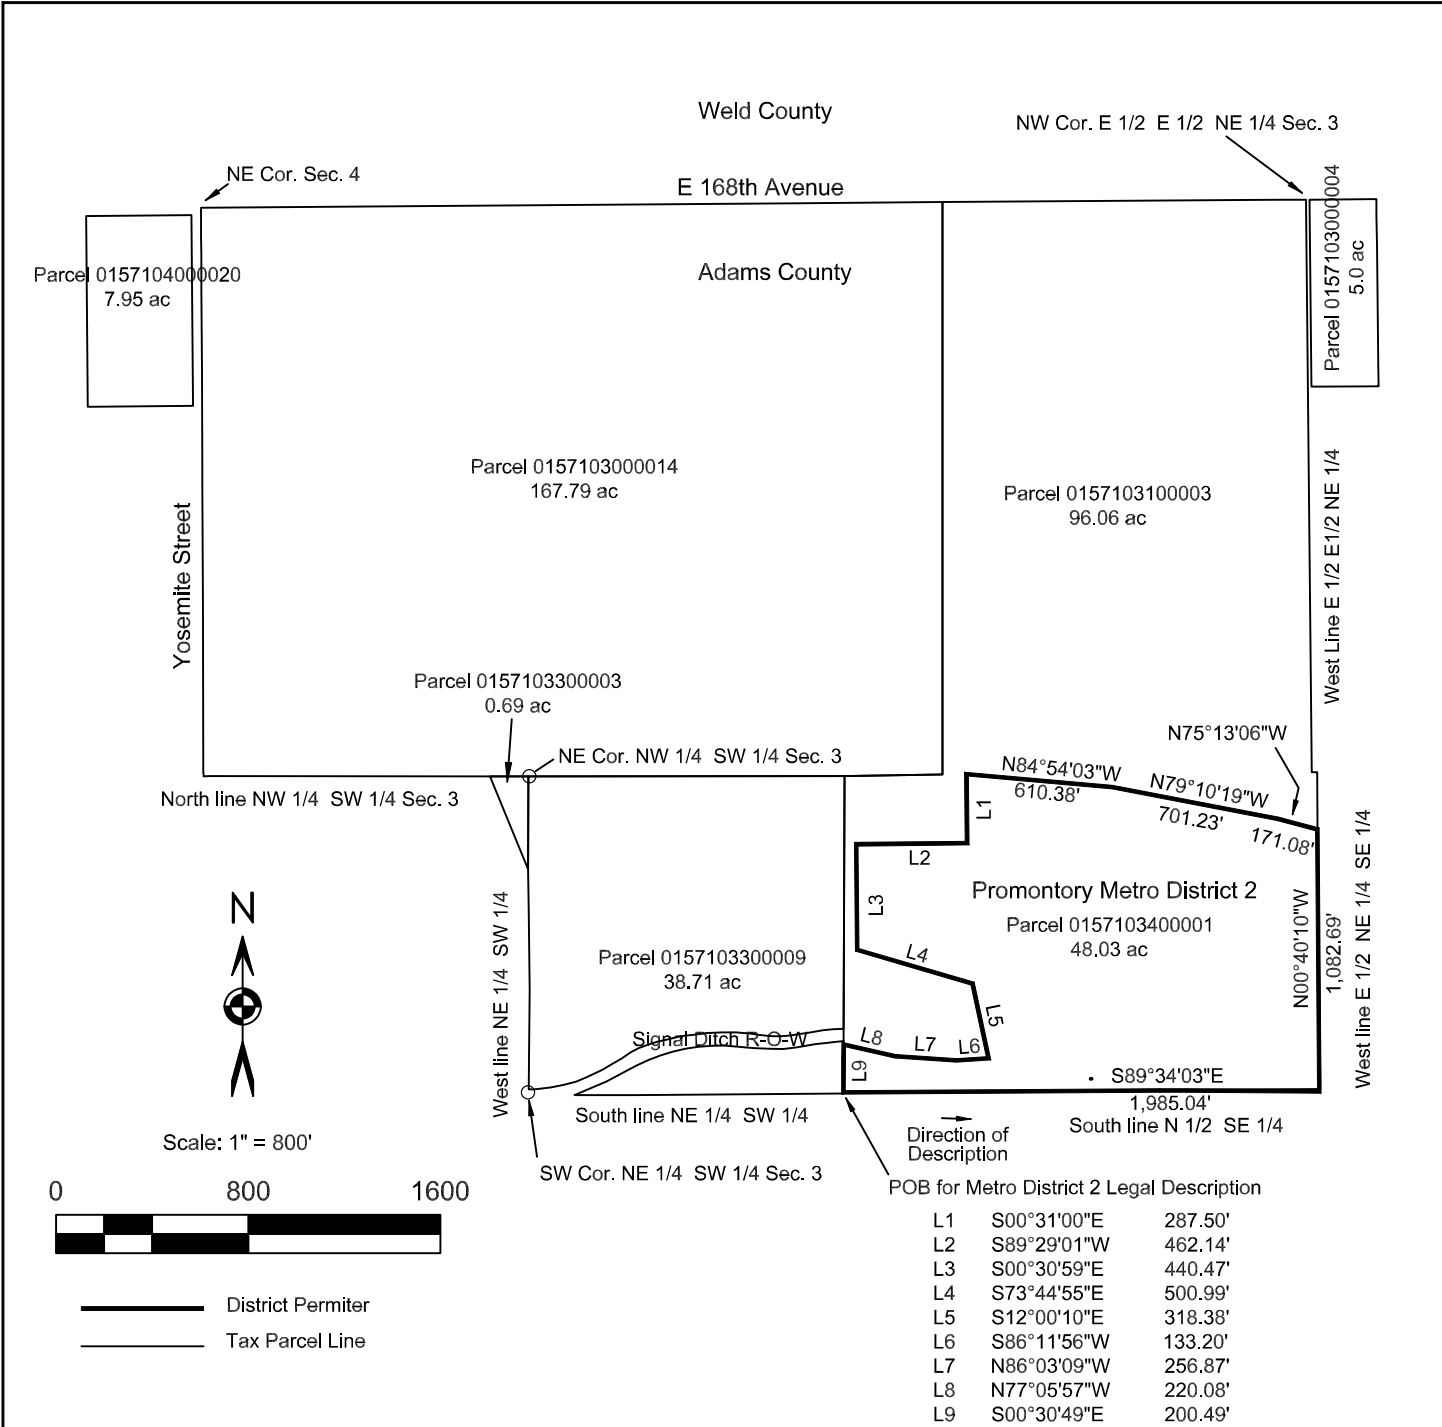 Weld County
NW Cor. E 1/2 E 1/2 NE 1/4 Sec. 3
NE Cor. Sec. 4
E 168th Avenue
Parcel 0157103000004
5.0 ac
Parcel 0157104000020
7.95 ac
Adams County
Parcel 0157103000014
167.79 ac
Parcel 0157103100003
96.06 ac
Yosemite Street
West Line E 1/2 E1/2 NE 1/4
Parcel 0157103300003
0.69 ac
NE Cor. NW 1/4 SW 1/4 Sec. 3
North line NW 1/4 SW 1/4 Sec. 3
N75°13'06"W
N84°54'03"W
610.38'
N79°10'19"W
701.23'
171.08'
L1
L2
L3
L4
L5
L6
L7
L8
L9
Promontory Metro District 2
Parcel 0157103400001
48.03 ac
N00°40'10"W
1,082.69'
West line E 1/2 NE 1/4 SE 1/4
N
West line NE 1/4 SW 1/4
Parcel 0157103300009
38.71 ac
Signal Ditch R-O-W
S89°34'03"E
1,985.04'
South line NE 1/4 SW 1/4
South line N 1/2 SE 1/4
Direction of
Description
Scale: 1" = 800'
SW Cor. NE 1/4 SW 1/4 Sec. 3
POB for Metro District 2 Legal Description
0 800 1600
District Permiter
Tax Parcel Line
L1 S00°31'00"E 287.50'
L2 S89°29'01"W 462.14'
L3 S00°30'59"E 440.47'
L4 S73°44'55"E 500.99'
L5 S12°00'10"E 318.38'
L6 S86°11'56"W 133.20'
L7 N86°03'09"W 256.87'
L8 N77°05'57"W 220.08'
L9 S00°30'49"E 200.49'